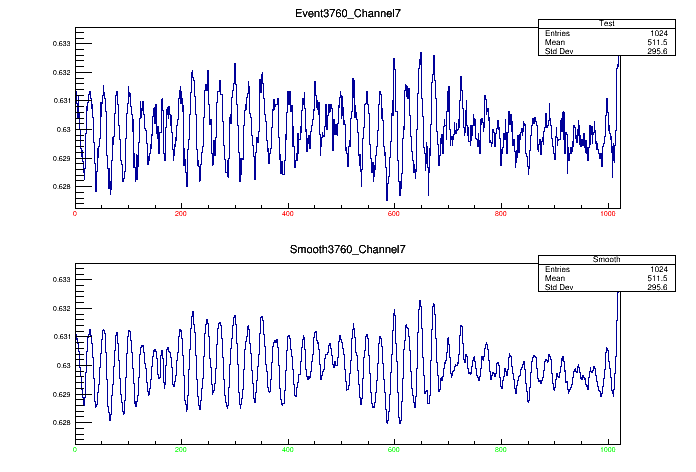 Event3760_Channel7
Test
Entries 1024
Mean 511.5
Std Dev 295.6
0.633
0.632
0.631
0.63
0.629
0.628
0 200 400 600 800 1000
Smooth3760_Channel7
Smooth
Entries 1024
Mean 511.5
Std Dev 295.6
0.633
0.632
0.631
0.63
0.629
0.628
0 200 400 600 800 1000